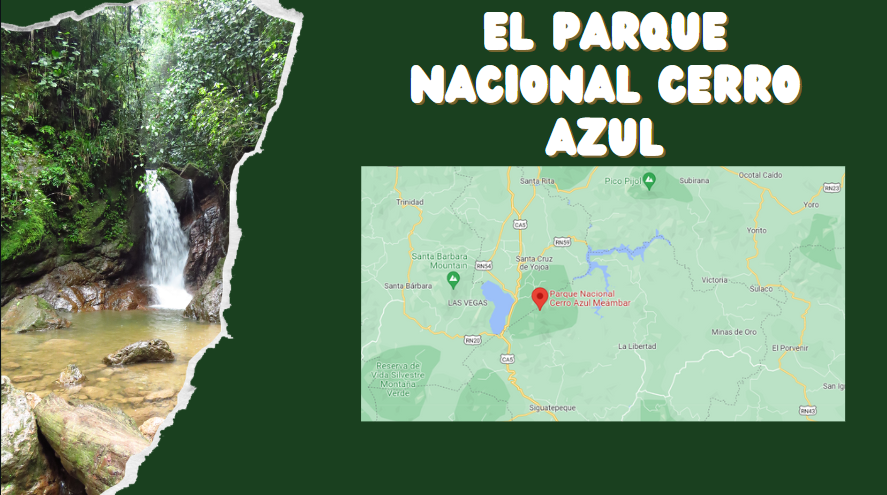 EL PARQUE
NACIONAL CERRO
AZUL
Santa Rita
Pico Pijol
Subirana
Ocotal Caido
RN23
Trinidad
Yoro
CA5
Yonto
RN59
Santa Barbara
Mountain
RN54
Santa Cruz
de Yojoa
Santa Bárbara
Victoria
Sulaco
LAS VEGAS
Parque Nacional
Cerro Azul Meambar
Minas de Oro
RN20
La Libertad
El Porvenir
CA5
Reserva de
Vida Silvestre
Montaña
Verde
San Ig
Siguatepeque
RN43